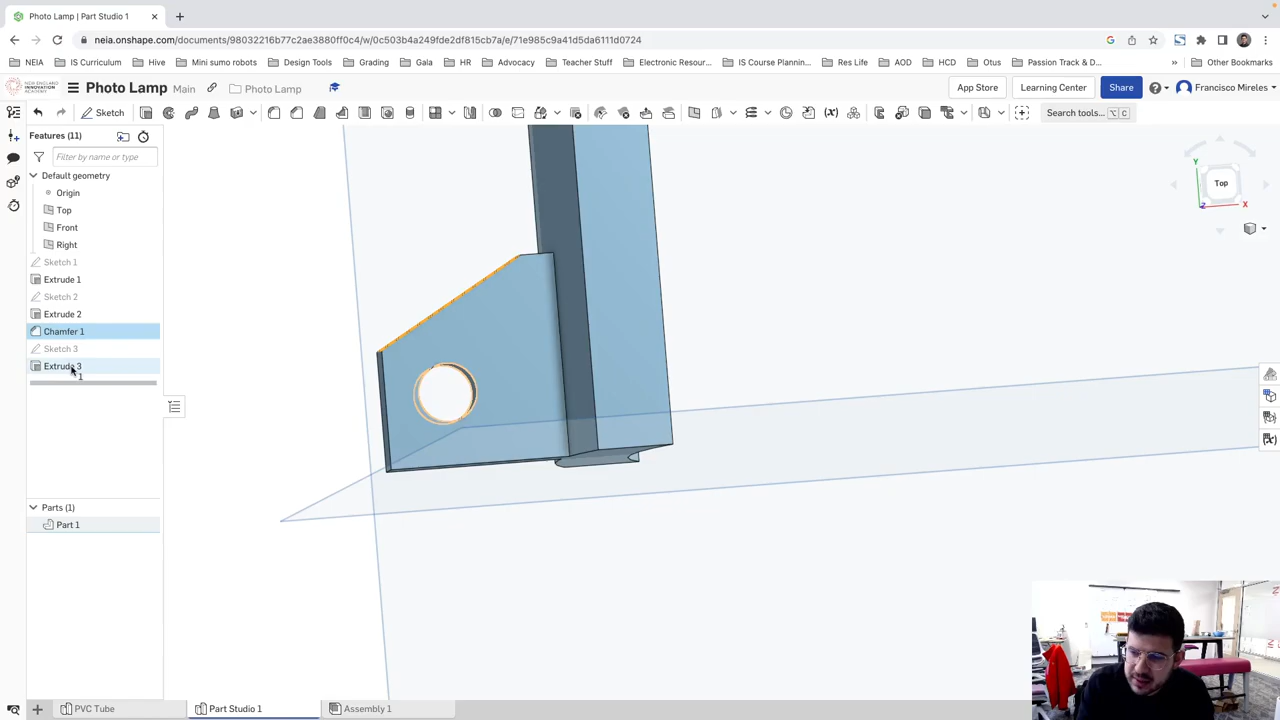 Photo Lamp | Part Studio 1
neia.onshape.com/documents/98032216b77c2ae3880ff0c4/w/0c503b4a249fde2df815cb7a/e/71e985c9a41d5da6111d0724
NEIA IS Curriculum Hive Mini sumo robots Design Tools Grading Gala HR Advocacy Teacher Stuff Electronic Resour... IS Course Plannin... Res Life AOD HCD Otus Passion Track & D... Other Bookmarks
Photo Lamp Main Photo Lamp App Store Learning Center Share Francisco Mireles
Sketch Search tools... ⌥ C
Features (11)
Filter by name or type
Default geometry
Origin
Top
Front
Right
Sketch 1
Extrude 1
Sketch 2
Extrude 2
Chamfer 1
Sketch 3
Extrude 3
1
Parts (1)
Part 1
Y
Top
Z
X
PVC Tube Part Studio 1 Assembly 1